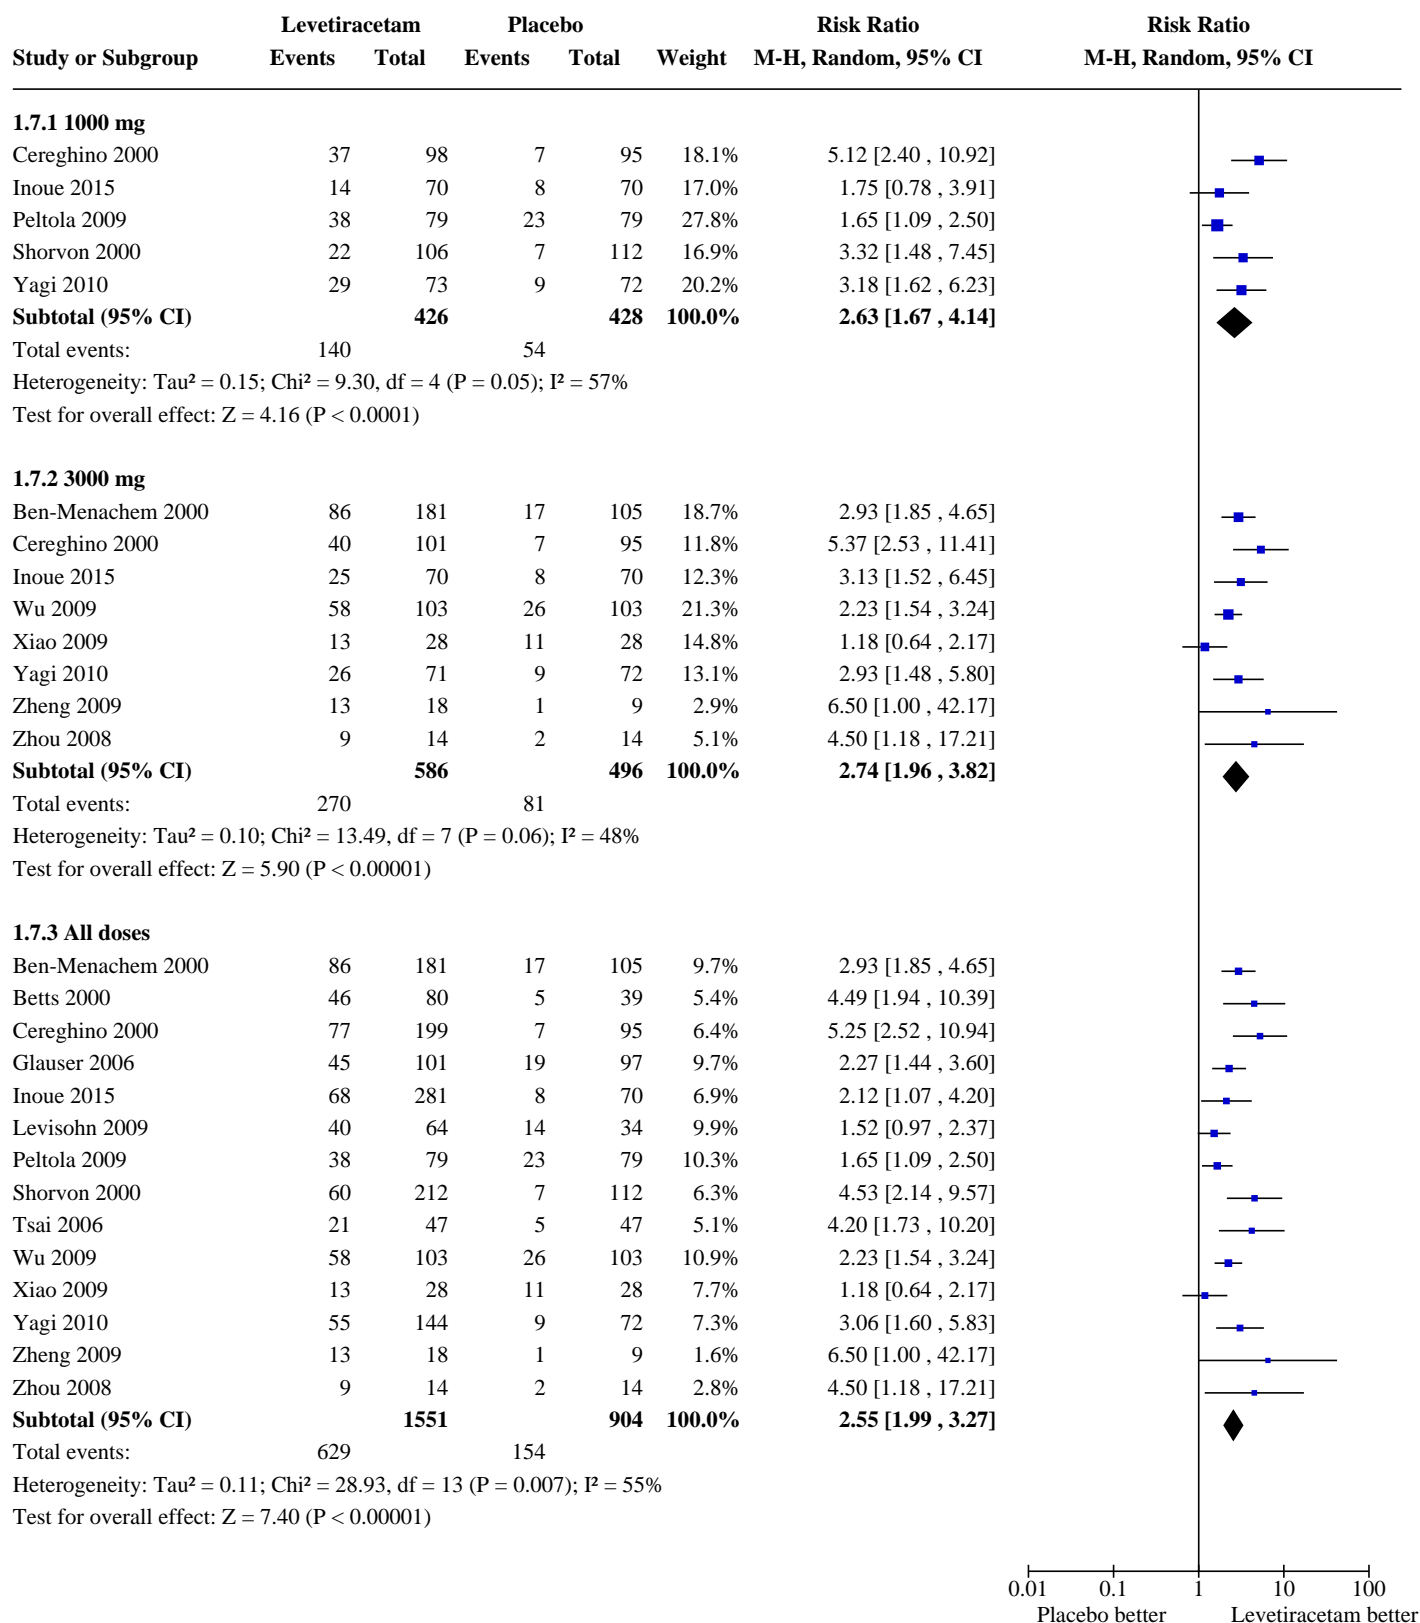 Levetiracetam Placebo Risk Ratio Risk Ratio
Study or Subgroup Events Total Events Total Weight M-H, Random, 95% CI M-H, Random, 95% CI
1.7.1 1000 mg
Cereghino 2000 37 98 7 95 18.1% 5.12 [2.40 , 10.92]
Inoue 2015 14 70 8 70 17.0% 1.75 [0.78 , 3.91]
Peltola 2009 38 79 23 79 27.8% 1.65 [1.09 , 2.50]
Shorvon 2000 22 106 7 112 16.9% 3.32 [1.48 , 7.45]
Yagi 2010 29 73 9 72 20.2% 3.18 [1.62 , 6.23]
Subtotal (95% CI) 426 428 100.0% 2.63 [1.67 , 4.14]
Total events: 140 54
Heterogeneity: Tau² = 0.15; Chi² = 9.30, df = 4 (P = 0.05); I² = 57%
Test for overall effect: Z = 4.16 (P < 0.0001)
1.7.2 3000 mg
Ben-Menachem 2000 86 181 17 105 18.7% 2.93 [1.85 , 4.65]
Cereghino 2000 40 101 7 95 11.8% 5.37 [2.53 , 11.41]
Inoue 2015 25 70 8 70 12.3% 3.13 [1.52 , 6.45]
Wu 2009 58 103 26 103 21.3% 2.23 [1.54 , 3.24]
Xiao 2009 13 28 11 28 14.8% 1.18 [0.64 , 2.17]
Yagi 2010 26 71 9 72 13.1% 2.93 [1.48 , 5.80]
Zheng 2009 13 18 1 9 2.9% 6.50 [1.00 , 42.17]
Zhou 2008 9 14 2 14 5.1% 4.50 [1.18 , 17.21]
Subtotal (95% CI) 586 496 100.0% 2.74 [1.96 , 3.82]
Total events: 270 81
Heterogeneity: Tau² = 0.10; Chi² = 13.49, df = 7 (P = 0.06); I² = 48%
Test for overall effect: Z = 5.90 (P < 0.00001)
1.7.3 All doses
Ben-Menachem 2000 86 181 17 105 9.7% 2.93 [1.85 , 4.65]
Betts 2000 46 80 5 39 5.4% 4.49 [1.94 , 10.39]
Cereghino 2000 77 199 7 95 6.4% 5.25 [2.52 , 10.94]
Glauser 2006 45 101 19 97 9.7% 2.27 [1.44 , 3.60]
Inoue 2015 68 281 8 70 6.9% 2.12 [1.07 , 4.20]
Levisohn 2009 40 64 14 34 9.9% 1.52 [0.97 , 2.37]
Peltola 2009 38 79 23 79 10.3% 1.65 [1.09 , 2.50]
Shorvon 2000 60 212 7 112 6.3% 4.53 [2.14 , 9.57]
Tsai 2006 21 47 5 47 5.1% 4.20 [1.73 , 10.20]
Wu 2009 58 103 26 103 10.9% 2.23 [1.54 , 3.24]
Xiao 2009 13 28 11 28 7.7% 1.18 [0.64 , 2.17]
Yagi 2010 55 144 9 72 7.3% 3.06 [1.60 , 5.83]
Zheng 2009 13 18 1 9 1.6% 6.50 [1.00 , 42.17]
Zhou 2008 9 14 2 14 2.8% 4.50 [1.18 , 17.21]
Subtotal (95% CI) 1551 904 100.0% 2.55 [1.99 , 3.27]
Total events: 629 154
Heterogeneity: Tau² = 0.11; Chi² = 28.93, df = 13 (P = 0.007); I² = 55%
Test for overall effect: Z = 7.40 (P < 0.00001)
0.01 0.1 1 10 100
Placebo better Levetiracetam better